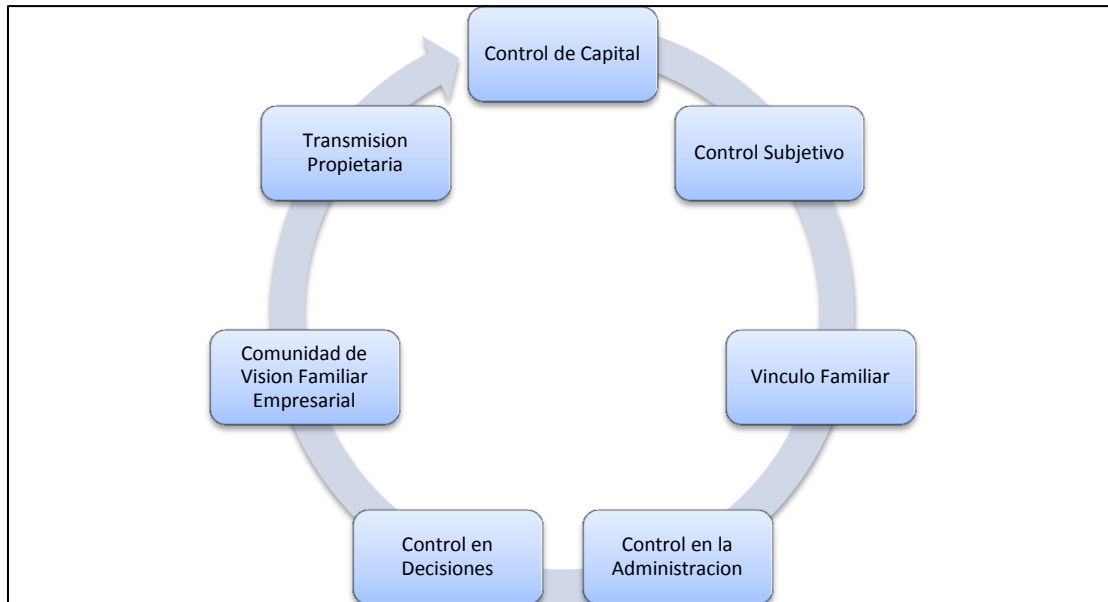 Control de Capital
Control Subjetivo
Vinculo Familiar
Control en la
Administracion
Control en
Decisiones
Comunidad de
Vision Familiar
Empresarial
Transmision
Propietaria